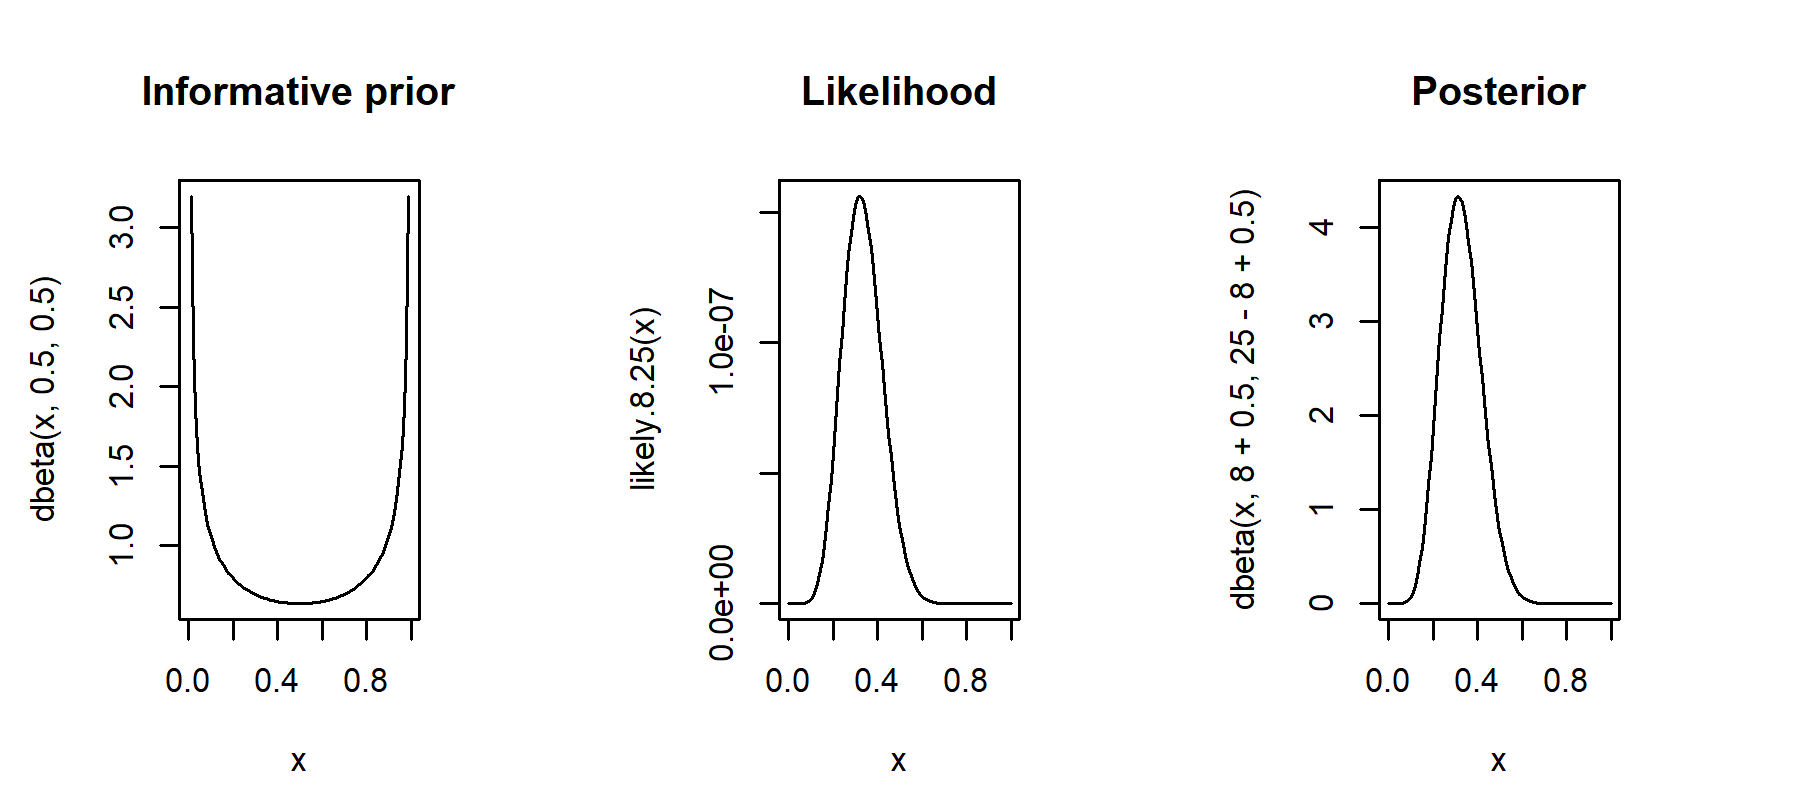 Informative prior
dbeta(x, 0.5, 0.5)
3.0
2.5
2.0
1.5
1.0
0.0
0.4
0.8
x
Likelihood
likely.8.25(x)
1.0e-07
0.0e+00
0.0
0.4
0.8
x
Posterior
dbeta(x, 8 + 0.5, 25 - 8 + 0.5)
4
3
2
1
0
0.0
0.4
0.8
x